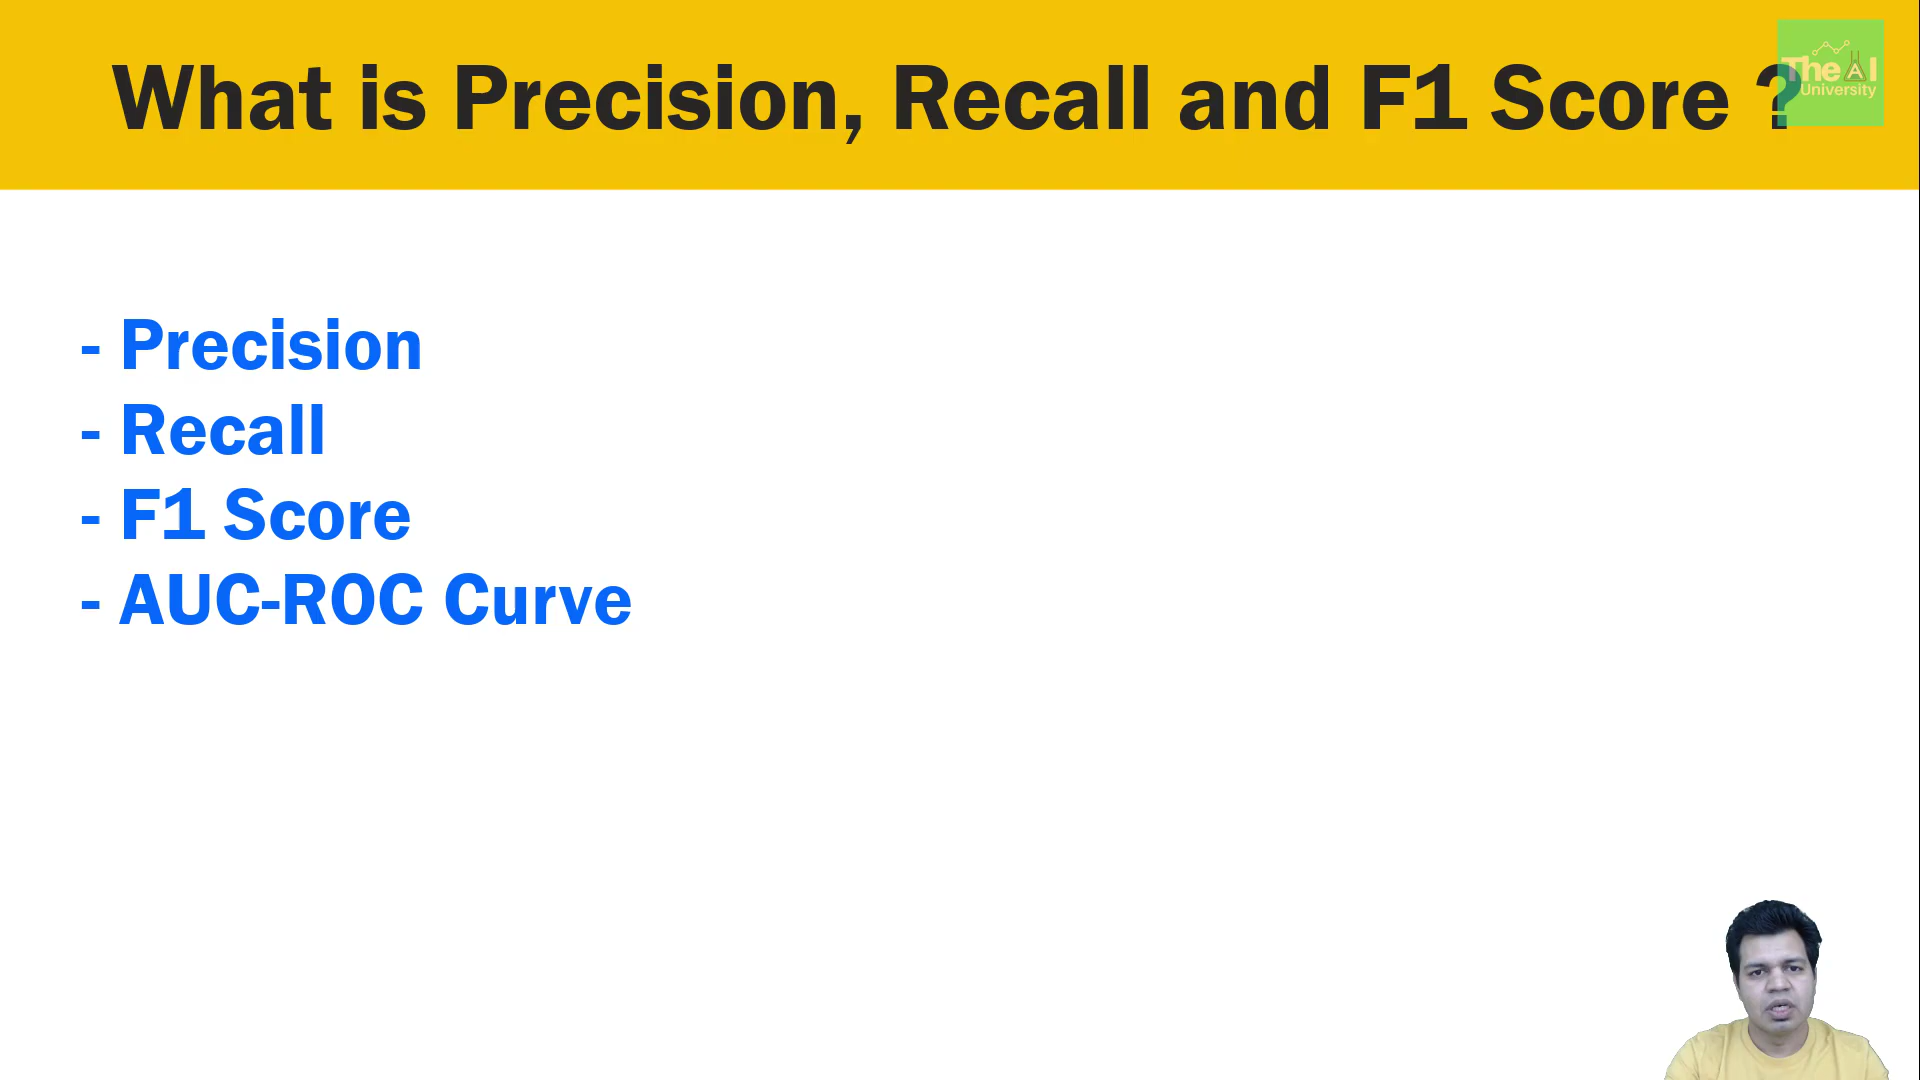 What is Precision, Recall and F1 Score ?
The AI
University
- Precision
- Recall
- F1 Score
- AUC-ROC Curve